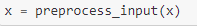 x = preprocess_input(x)